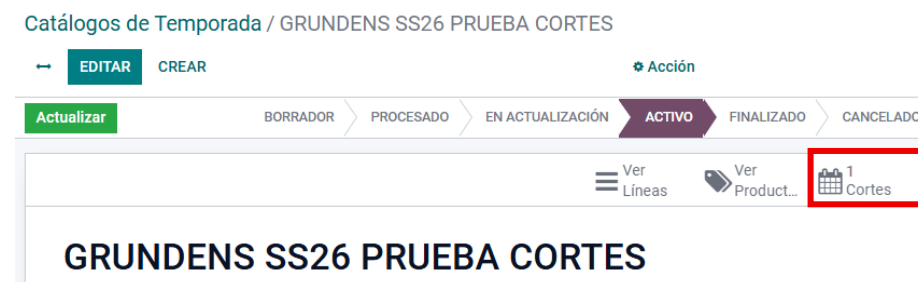 Catálogos de Temporada / GRUNDENS SS26 PRUEBA CORTES
EDITAR CREAR Acción
Actualizar BORRADOR PROCESADO EN ACTUALIZACIÓN ACTIVO FINALIZADO CANCELADO
Ver Líneas Ver Product... 1 Cortes
GRUNDENS SS26 PRUEBA CORTES